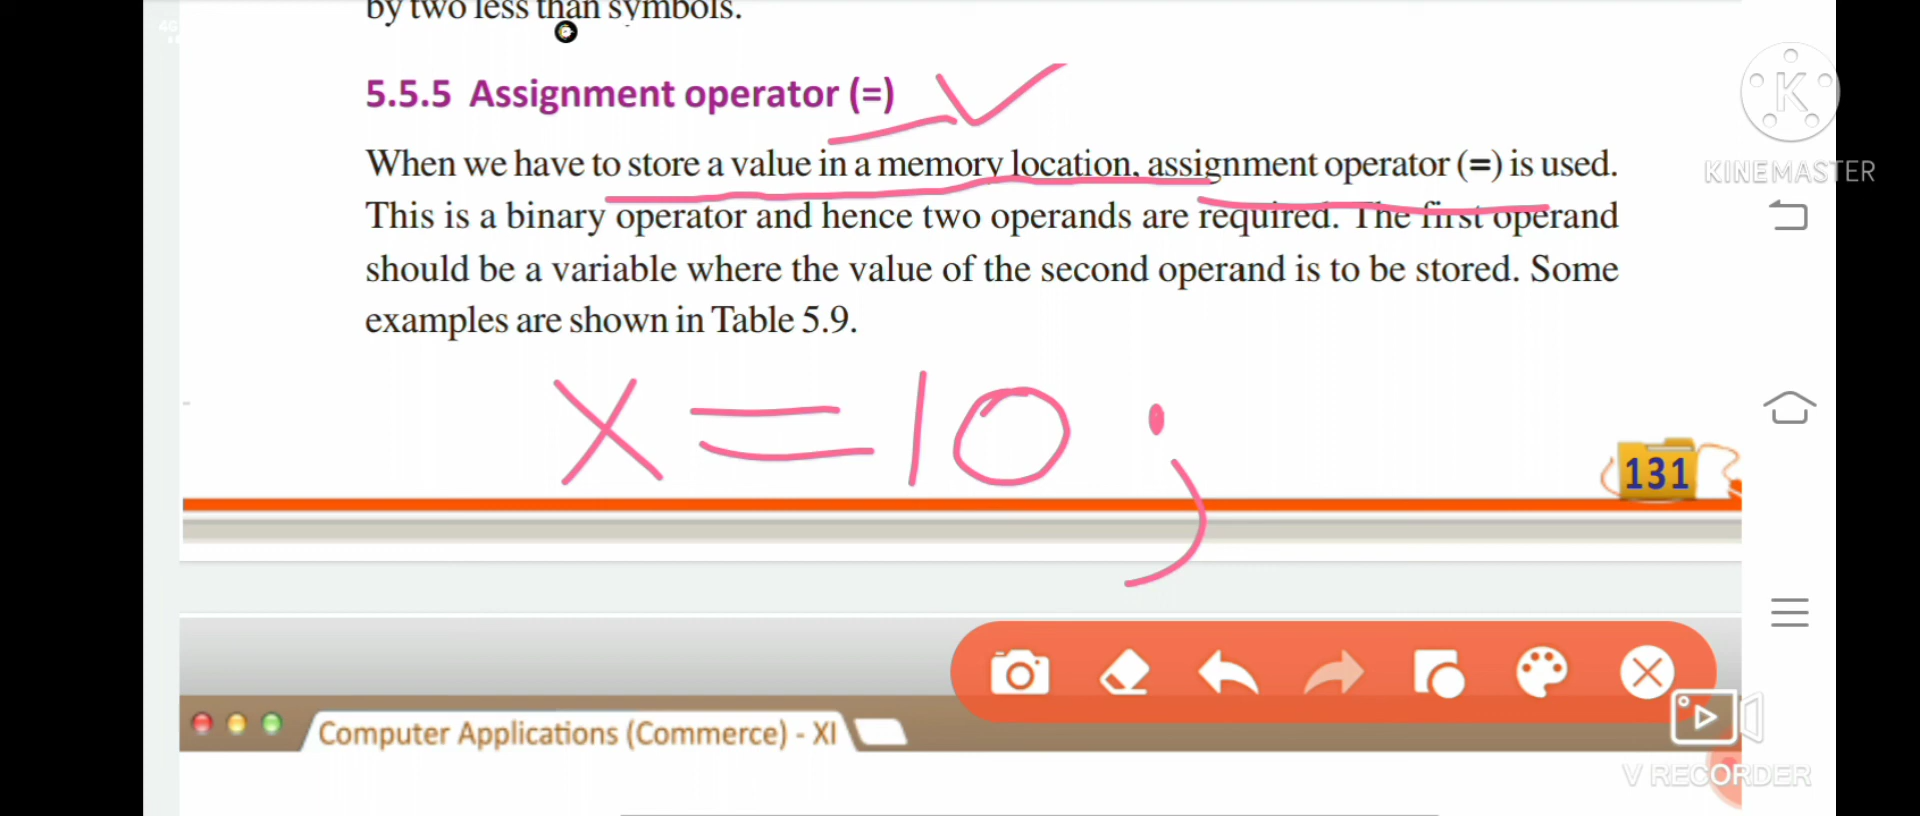 by two less than symbols.
4G
5.5.5 Assignment operator (=)
When we have to store a value in a memory location, assignment operator (=) is used.
This is a binary operator and hence two operands are required. The first operand
should be a variable where the value of the second operand is to be stored. Some
examples are shown in Table 5.9.
x = 10 ;
131
Computer Applications (Commerce) - XI
K
KINEMASTER
V RECORDER